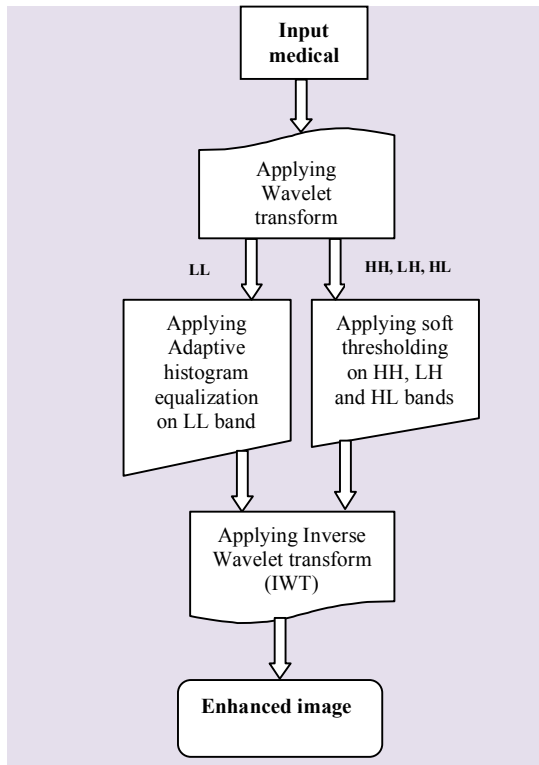 Input
medical
Applying
Wavelet
transform
LL
HH, LH, HL
Applying
Adaptive
histogram
equalization
on LL band
Applying soft
thresholding
on HH, LH
and HL bands
Applying Inverse
Wavelet transform
(IWT)
Enhanced image